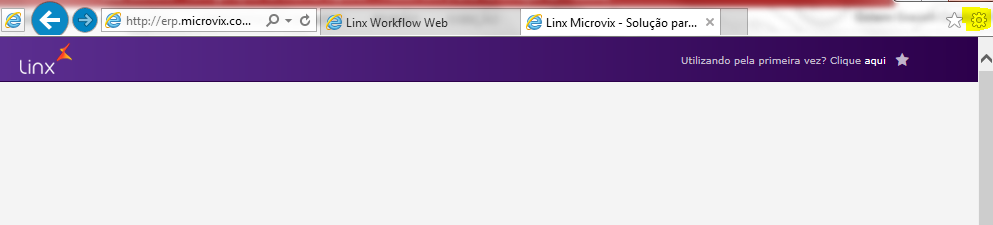 http://erp.microvix.co...
Linx Workflow Web
Linx Microvix - Solução par...
Linx
Utilizando pela primeira vez? Clique aqui